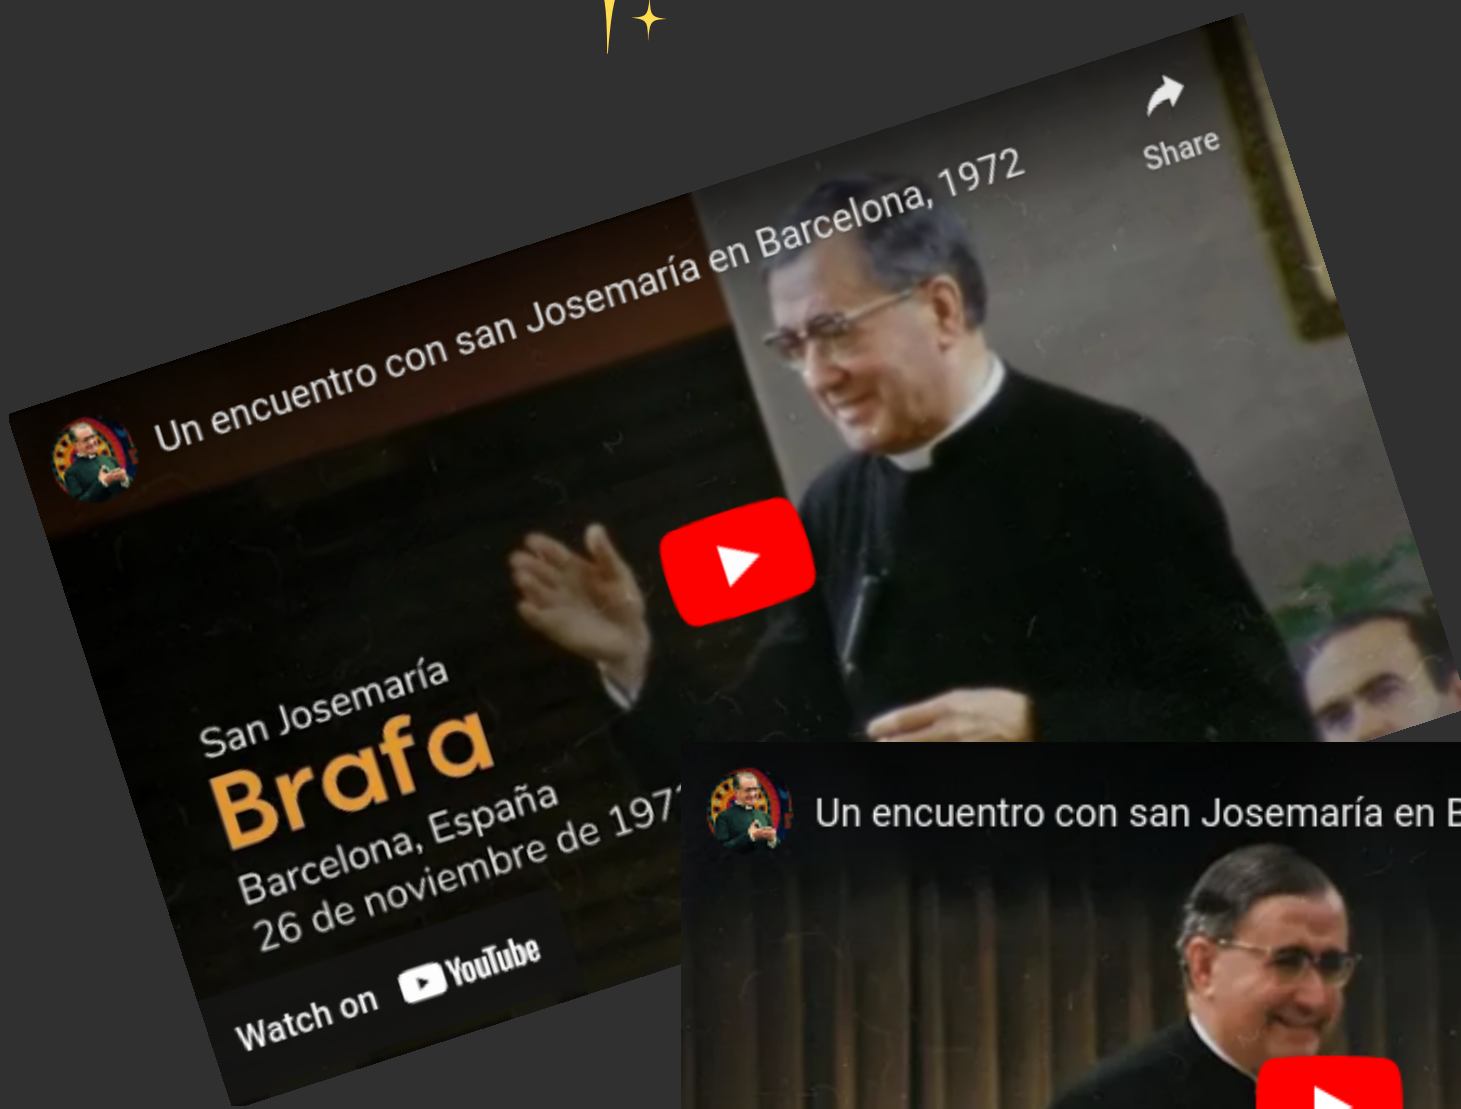 Un encuentro con san Josemaría en Barcelona, 1972
Share
San Josemaría
Brafa
Barcelona, España
26 de noviembre de
Watch on YouTube
Un encuentro con san Josemaría en